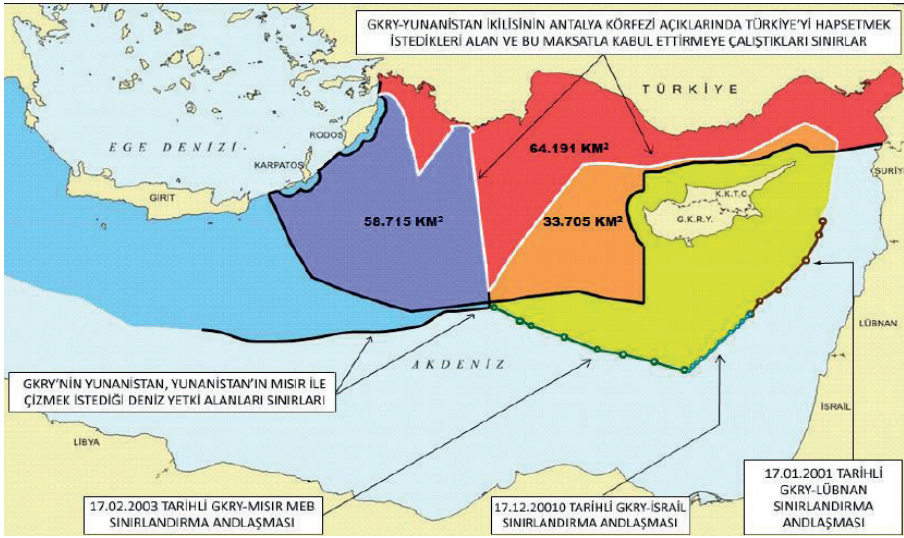 GKRY-YUNANİSTAN İKİLİSİNİN ANTALYA KÖRFEZİ AÇIKLARINDA TÜRKİYE'Yİ HAPSETMEK
İSTEDİKLERİ ALAN VE BU MAKSATLA KABUL ETTİRMEYE ÇALIŞTIKLARI SINIRLAR
TÜRKİYE
EGE DENİZİ
RODOS
KARPATOS
GİRİT
64.191 KM²
58.715 KM²
33.705 KM²
K.K.T.C.
G.K.R.Y.
SURİYE
LÜBNAN
AKDENİZ
GKRY'NİN YUNANİSTAN, YUNANİSTAN'IN MISIR İLE
ÇİZMEK İSTEDİĞİ DENİZ YETKİ ALANLARI SINIRLARI
İSRAİL
LİBYA
17.02.2003 TARİHLİ GKRY-MISIR MEB
SINIRLANDIRMA ANDLAŞMASI
17.12.20010 TARİHLİ GKRY-İSRAİL
SINIRLANDIRMA ANDLAŞMASI
17.01.2001 TARİHLİ
GKRY-LÜBNAN
SINIRLANDIRMA
ANDLAŞMASI